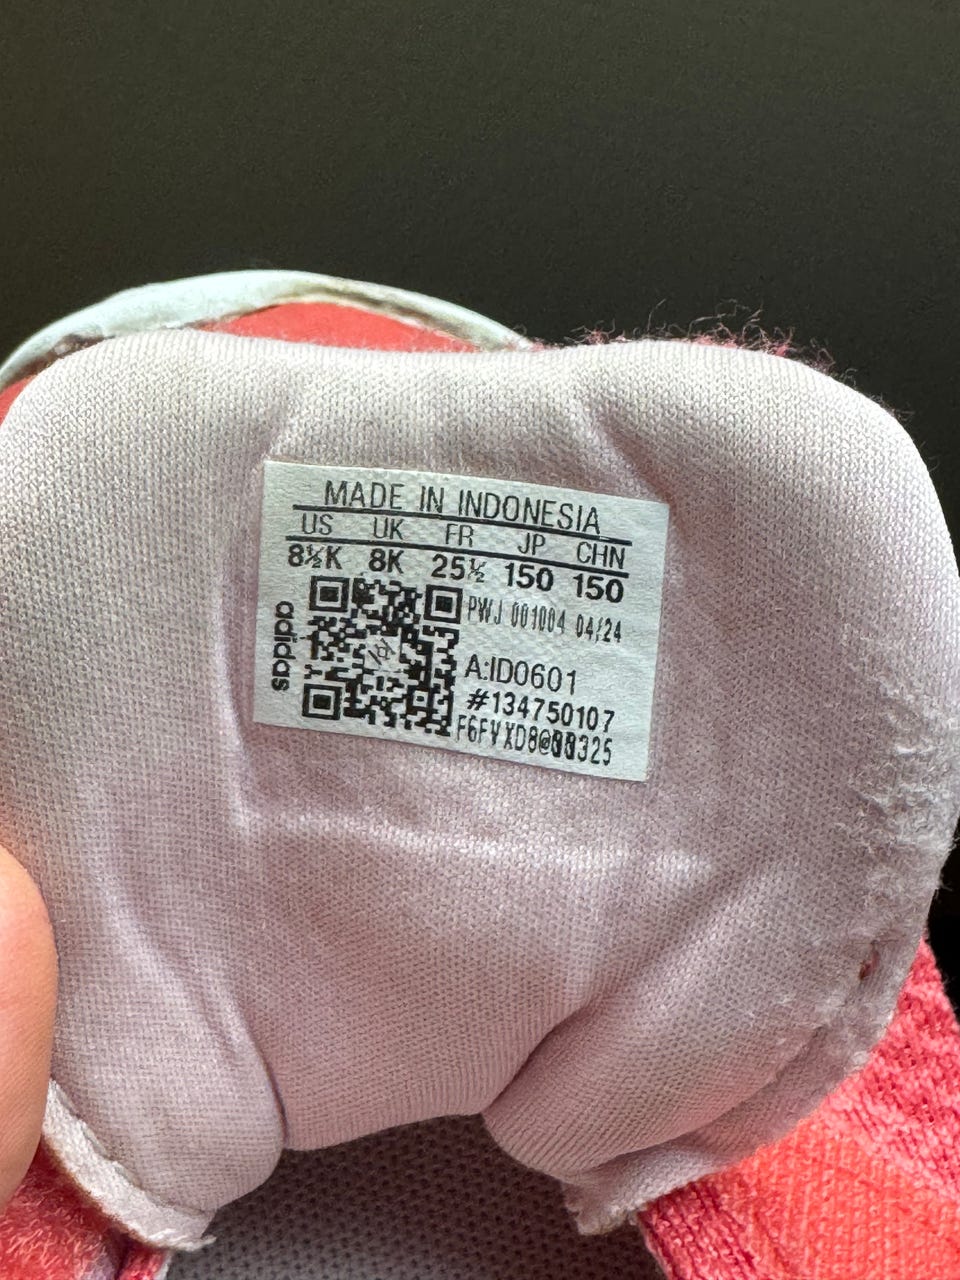 MADE IN INDONESIA
US UK FR JP CHN
8½K 8K 25½ 150 150
PWJ 001004 04/24
adidas
A:ID0601
#134750107